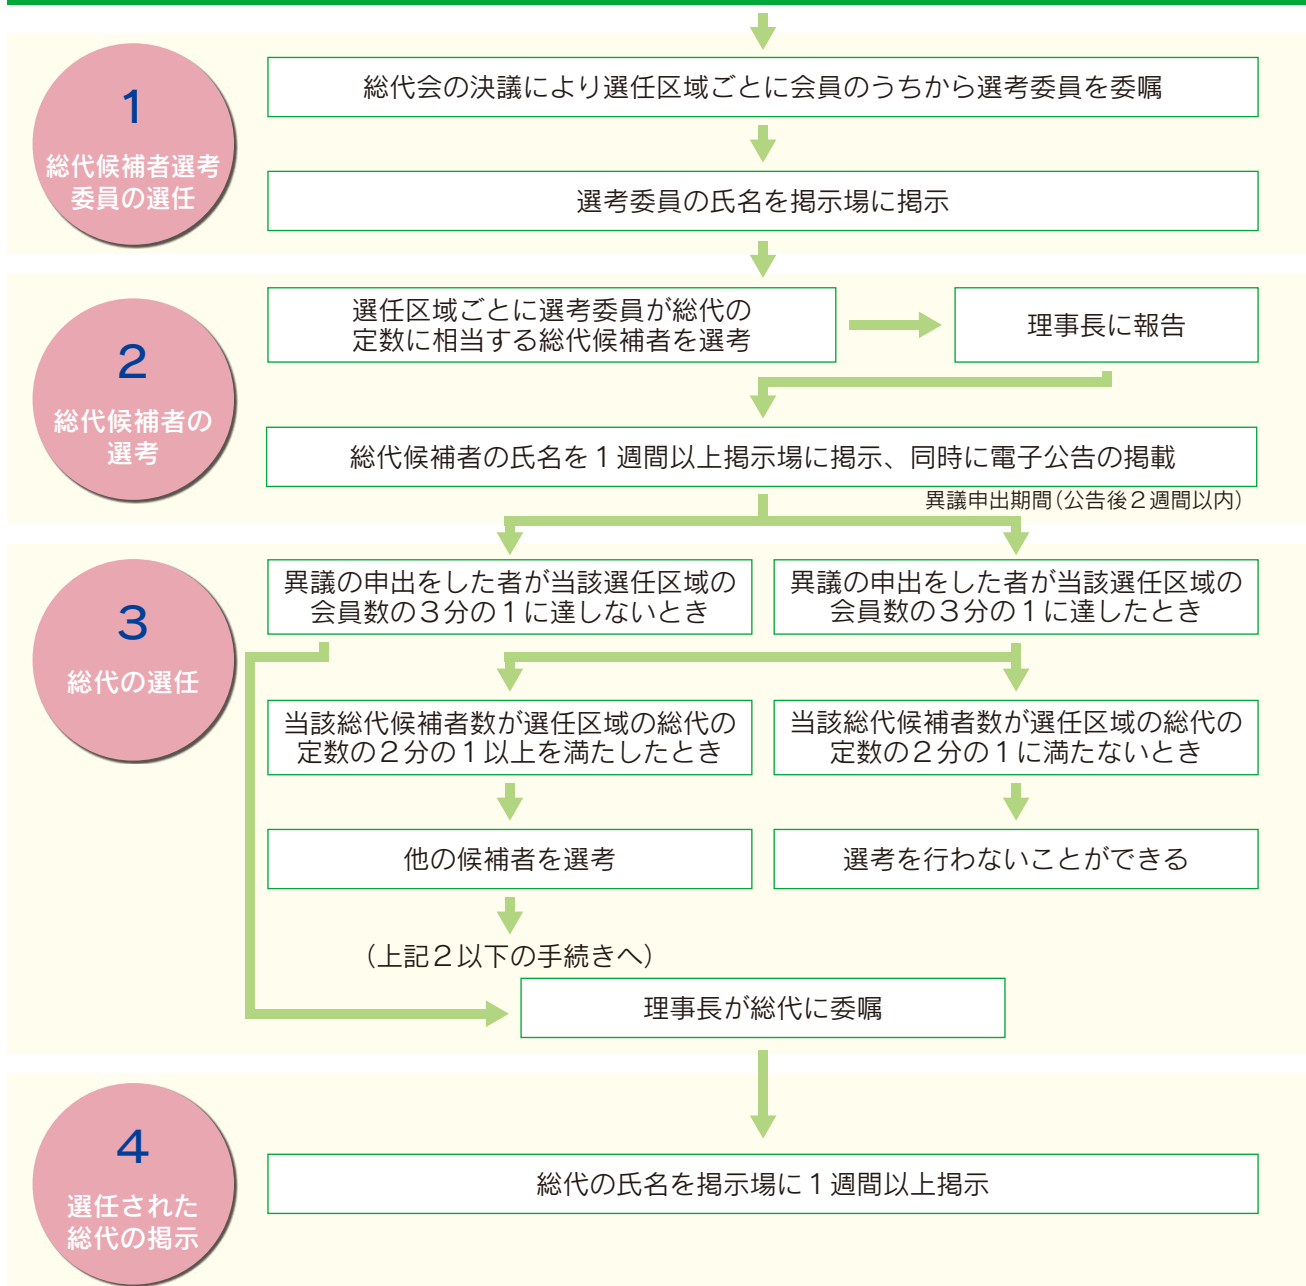 1
総代候補者選考
委員の選任
総代会の決議により選任区域ごとに会員のうちから選考委員を委嘱
選考委員の氏名を掲示場に掲示
2
総代候補者の
選考
選任区域ごとに選考委員が総代の
定数に相当する総代候補者を選考
理事長に報告
総代候補者の氏名を１週間以上掲示場に掲示、同時に電子公告の掲載
異議申出期間（公告後２週間以内）
3
総代の選任
異議の申出をした者が当該選任区域の
会員数の３分の１に達しないとき
異議の申出をした者が当該選任区域の
会員数の３分の１に達したとき
当該総代候補者数が選任区域の総代の
定数の２分の１以上を満たしたとき
当該総代候補者数が選任区域の総代の
定数の２分の１に満たないとき
他の候補者を選考
選考を行わないことができる
（上記２以下の手続きへ）
理事長が総代に委嘱
4
選任された
総代の掲示
総代の氏名を掲示場に１週間以上掲示